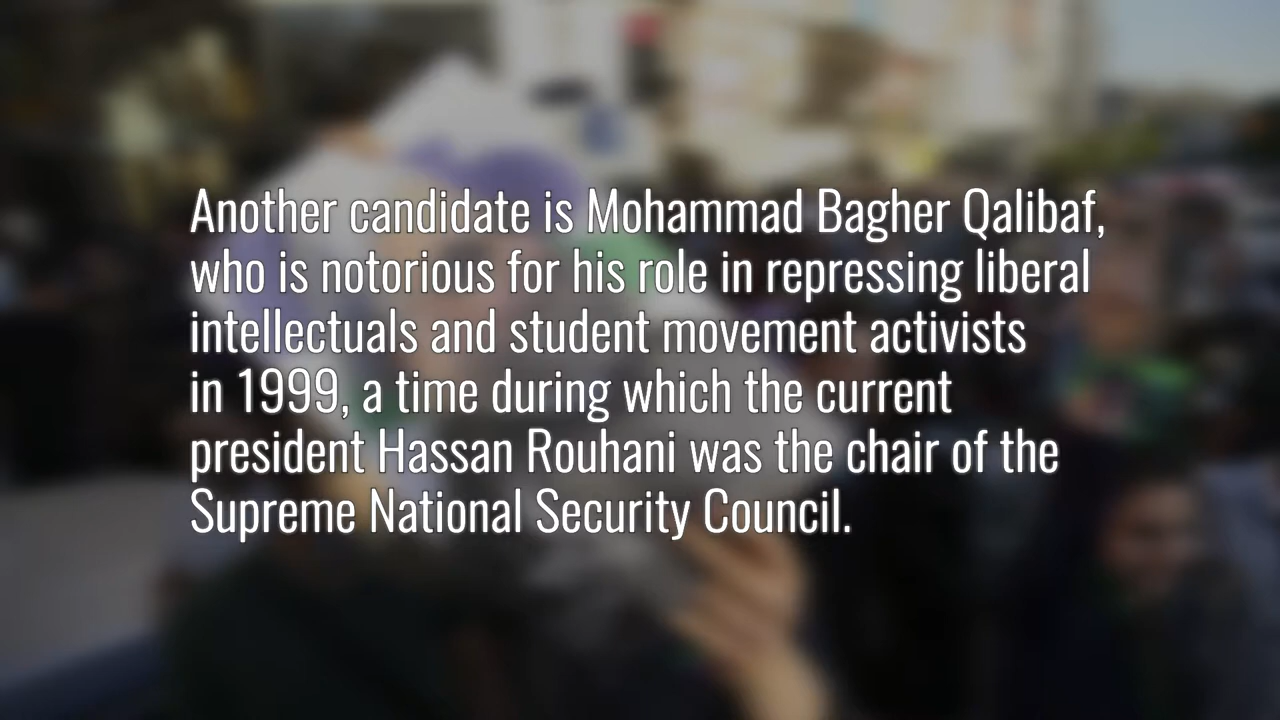 Another candidate is Mohammad Bagher Qalibaf,
who is notorious for his role in repressing liberal
intellectuals and student movement activists
in 1999, a time during which the current
president Hassan Rouhani was the chair of the
Supreme National Security Council.